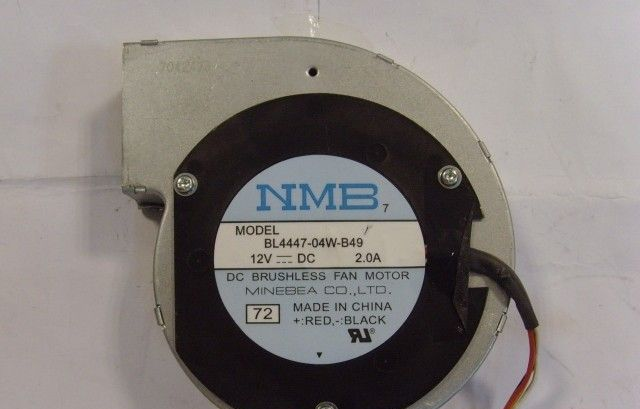 NMB 7
MODEL
BL4447-04W-B49
12V ⎓ DC 2.0A
DC BRUSHLESS FAN MOTOR
MINEBEA CO.,LTD.
72 MADE IN CHINA
+:RED,-:BLACK